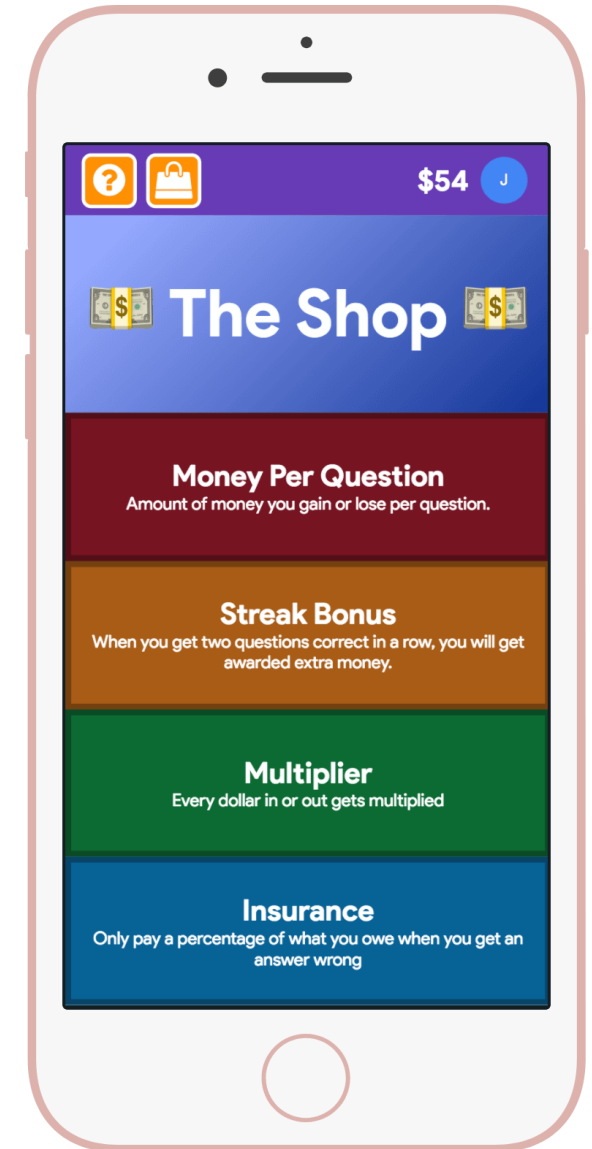 ?
$54
J
$ The Shop $
Money Per Question
Amount of money you gain or lose per question.
Streak Bonus
When you get two questions correct in a row, you will get
awarded extra money.
Multiplier
Every dollar in or out gets multiplied
Insurance
Only pay a percentage of what you owe when you get an
answer wrong